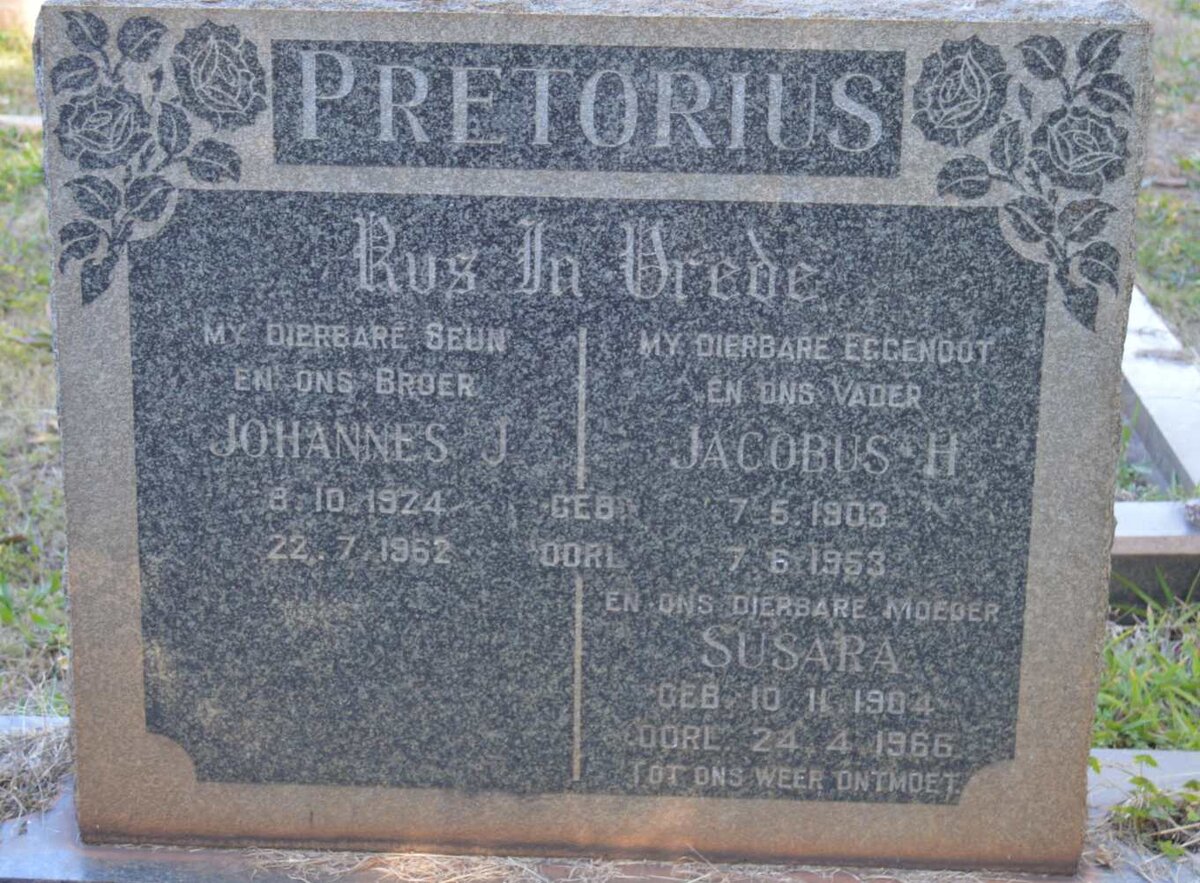 PRETORIUS
Rus In Vrede
MY DIERBARE SEUN
EN ONS BROER
JOHANNES J
8.10.1924 GEB.
22.7.1962 OORL.
MY DIERBARE EGGENOOT
EN ONS VADER
JACOBUS H
7.6.1903
7.6.1953
EN ONS DIERBARE MOEDER
SUSARA
GEB. 10.11.1904
OORL. 24.4.1966
TOT ONS WEER ONTMOET.